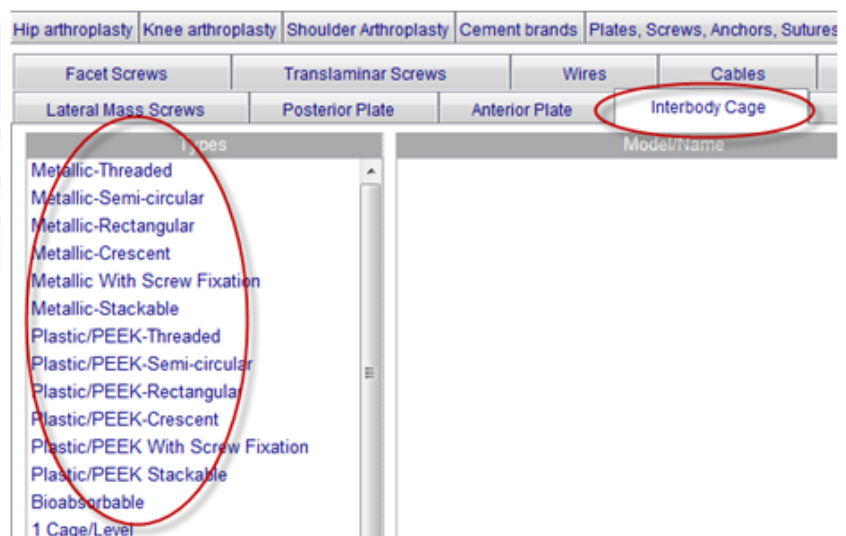 Hip arthroplasty Knee arthroplasty Shoulder Arthroplasty Cement brands Plates, Screws, Anchors, Sutures
Facet Screws Translaminar Screws Wires Cables
Lateral Mass Screws Posterior Plate Anterior Plate Interbody Cage
Types Model/Name
Metallic-Threaded
Metallic-Semi-circular
Metallic-Rectangular
Metallic-Crescent
Metallic With Screw Fixation
Metallic-Stackable
Plastic/PEEK-Threaded
Plastic/PEEK-Semi-circular
Plastic/PEEK-Rectangular
Plastic/PEEK-Crescent
Plastic/PEEK With Screw Fixation
Plastic/PEEK Stackable
Bioabsorbable
1 Cage/Level